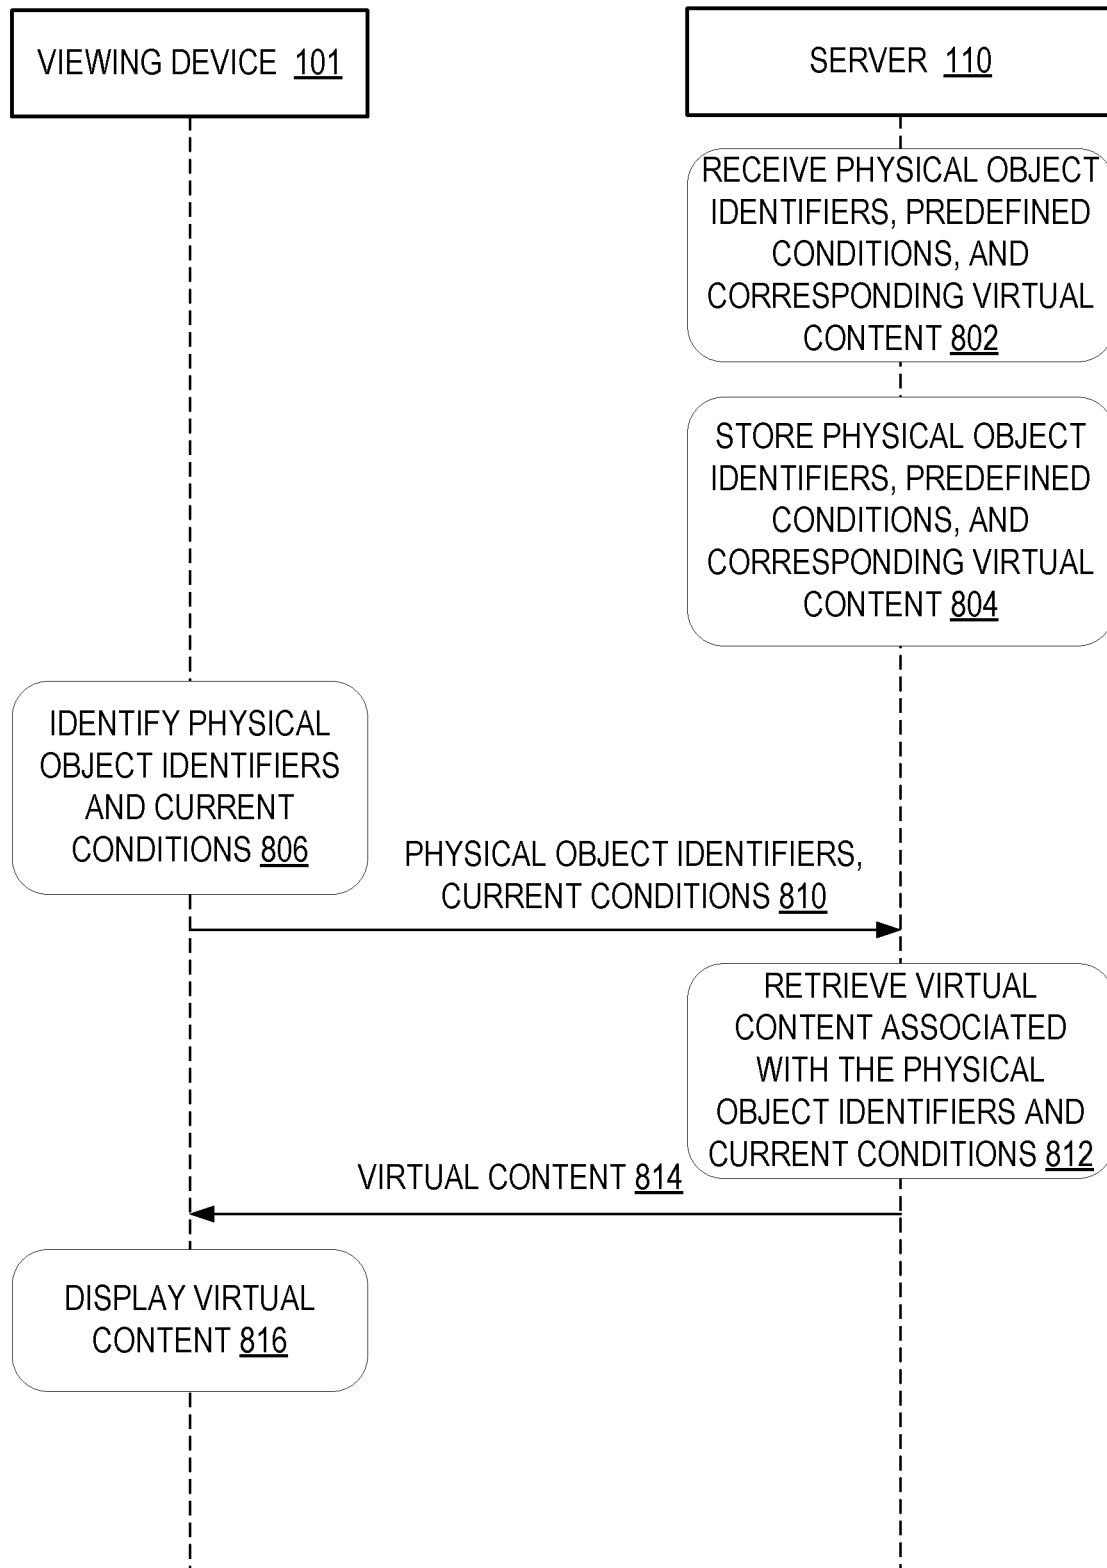 VIEWING DEVICE 101
SERVER 110
RECEIVE PHYSICAL OBJECT
IDENTIFIERS, PREDEFINED
CONDITIONS, AND
CORRESPONDING VIRTUAL
CONTENT 802
STORE PHYSICAL OBJECT
IDENTIFIERS, PREDEFINED
CONDITIONS, AND
CORRESPONDING VIRTUAL
CONTENT 804
IDENTIFY PHYSICAL
OBJECT IDENTIFIERS
AND CURRENT
CONDITIONS 806
PHYSICAL OBJECT IDENTIFIERS,
CURRENT CONDITIONS 810
RETRIEVE VIRTUAL
CONTENT ASSOCIATED
WITH THE PHYSICAL
OBJECT IDENTIFIERS AND
CURRENT CONDITIONS 812
VIRTUAL CONTENT 814
DISPLAY VIRTUAL
CONTENT 816